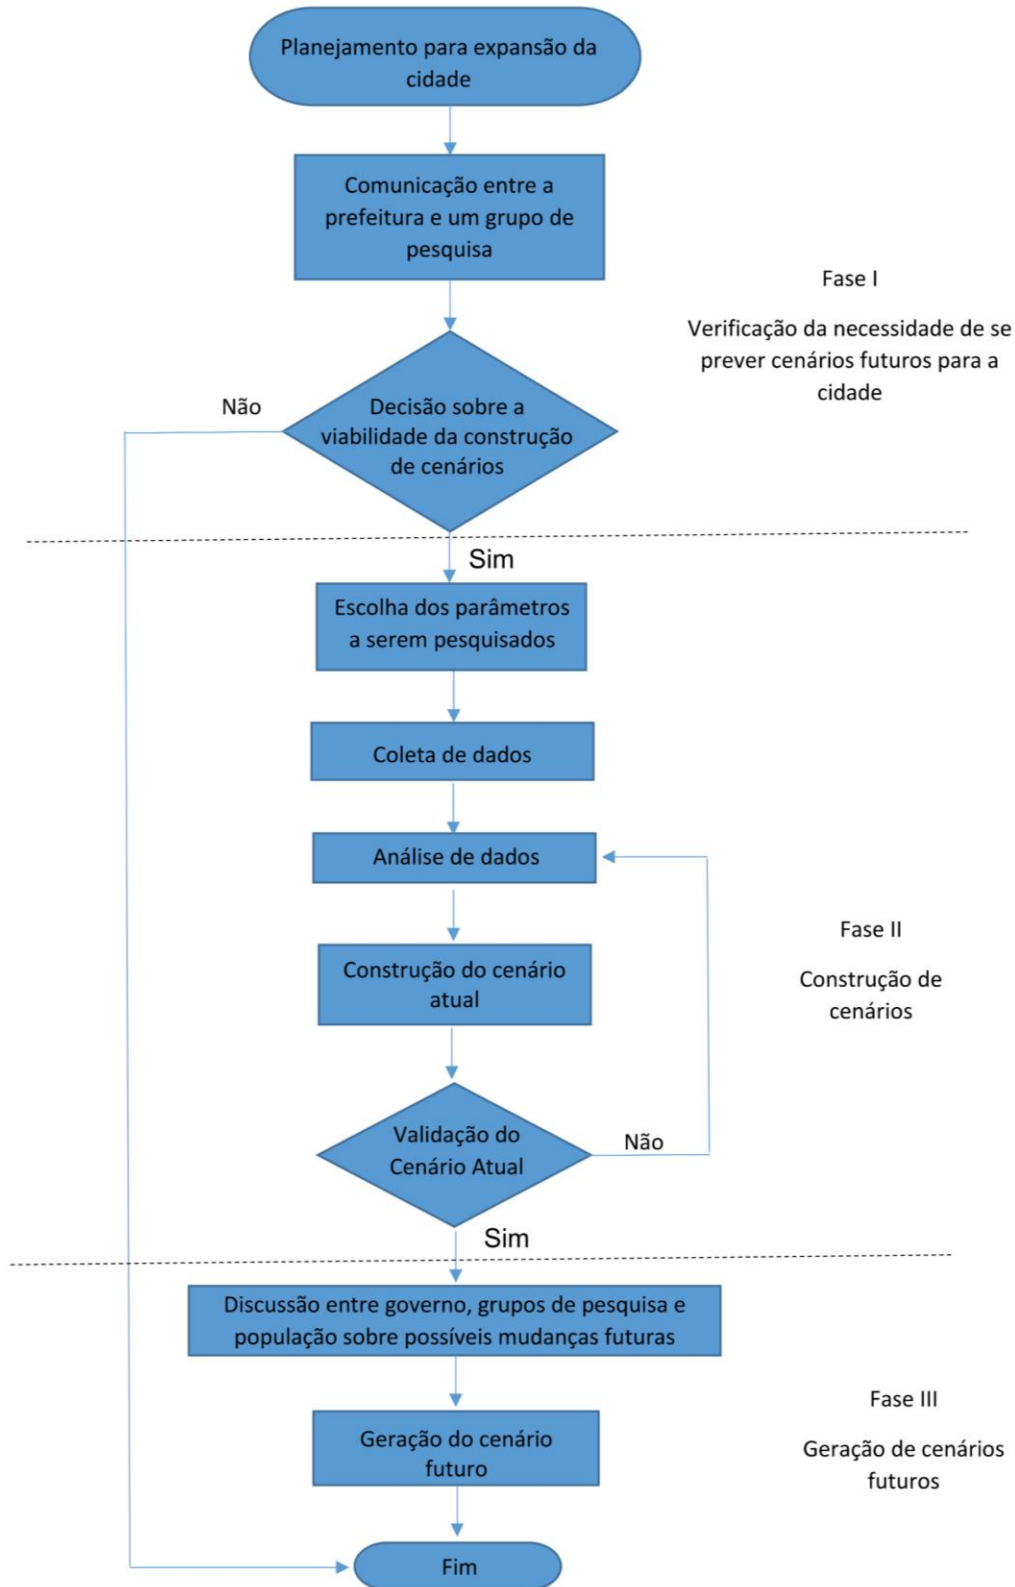 Planejamento para expansão da
cidade
Comunicação entre a
prefeitura e um grupo de
pesquisa
Fase I
Verificação da necessidade de se
prever cenários futuros para a
cidade
Não
Decisão sobre a
viabilidade da construção
de cenários
Sim
Escolha dos parâmetros
a serem pesquisados
Coleta de dados
Análise de dados
Fase II
Construção de
cenários
Construção do cenário
atual
Validação do
Cenário Atual
Não
Sim
Discussão entre governo, grupos de pesquisa e
população sobre possíveis mudanças futuras
Fase III
Geração de cenários
futuros
Geração do cenário
futuro
Fim